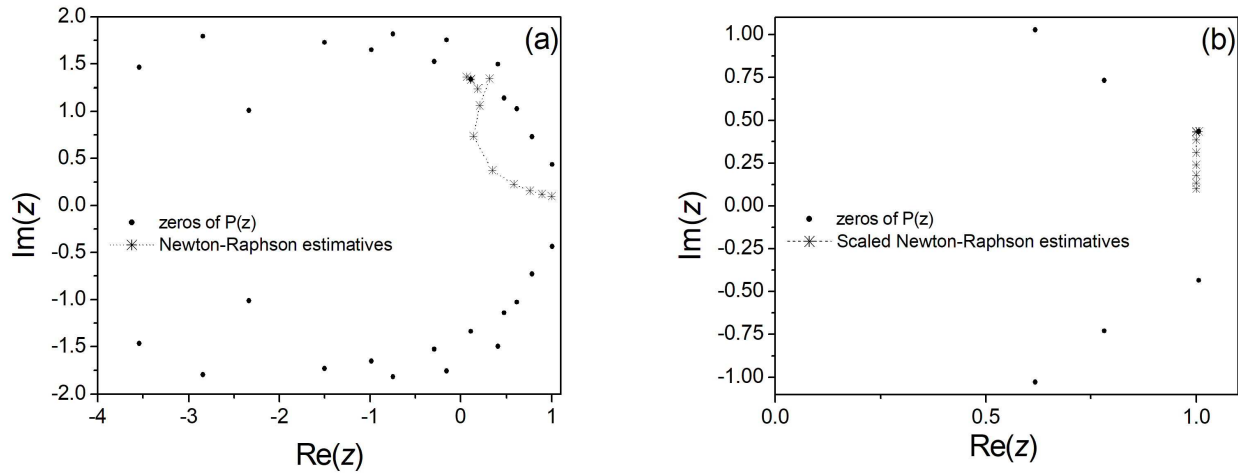 (a)
2.0
1.5
1.0
0.5
0.0
-0.5
-1.0
-1.5
-2.0
Im(z)
zeros of P(z)
Newton-Raphson estimatives
-4 -3 -2 -1 0 1
Re(z)
(b)
1.00
0.75
0.50
0.25
0.00
-0.25
-0.50
-0.75
-1.00
Im(z)
zeros of P(z)
Scaled Newton-Raphson estimatives
0.0 0.5 1.0
Re(z)